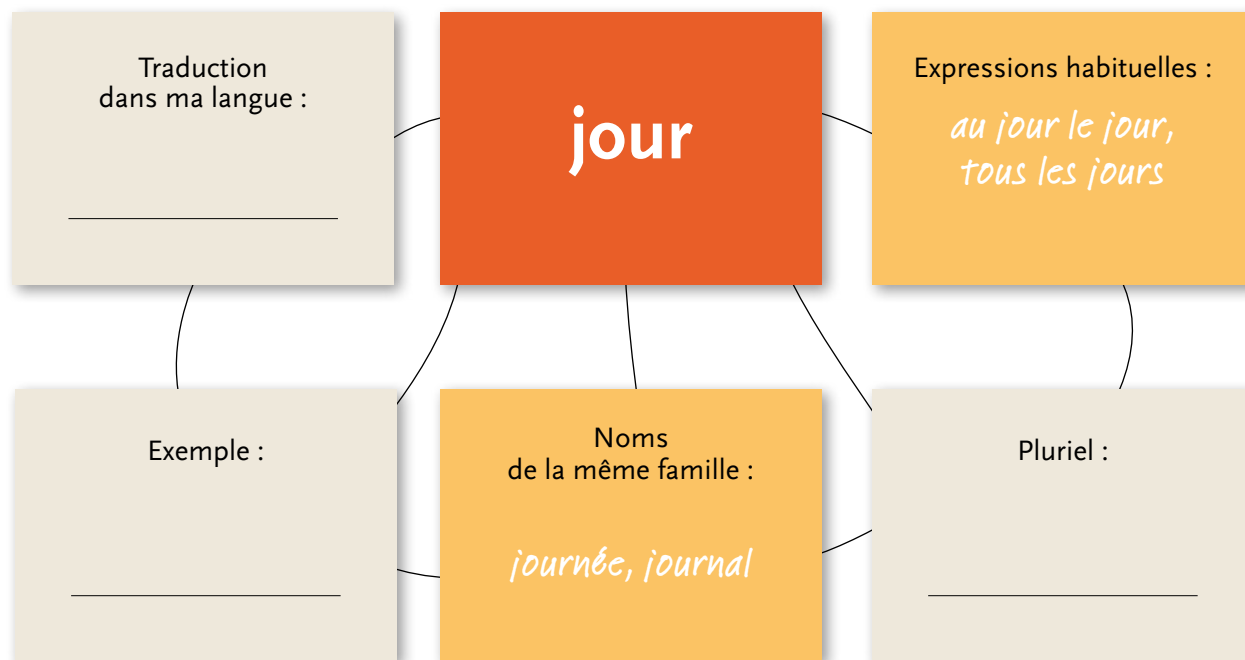 Traduction
dans ma langue :
jour
Expressions habituelles :
au jour le jour,
tous les jours
Exemple :
Noms
de la même famille :
journée, journal
Pluriel :